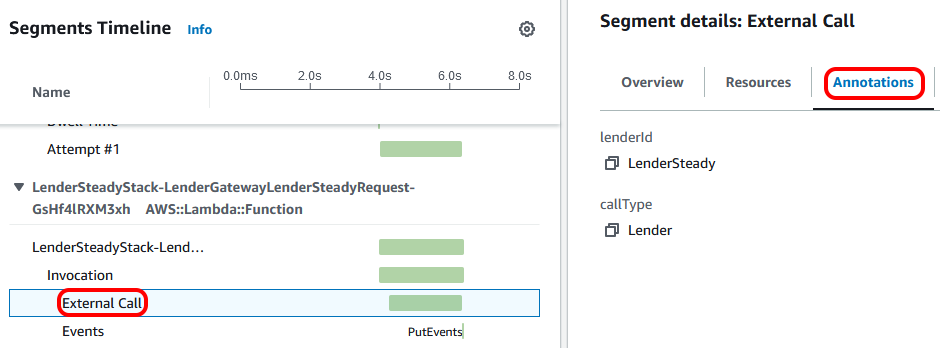 Segments Timeline Info
Name
0.0ms 2.0s 4.0s 6.0s 8.0s
Dwell Time
Attempt #1
LenderSteadyStack-LenderGatewayLenderSteadyRequest-
GsHf4lRXM3xh AWS::Lambda::Function
LenderSteadyStack-Lend...
Invocation
External Call
Events PutEvents
Segment details: External Call
Overview Resources Annotations
lenderId
LenderSteady
callType
Lender